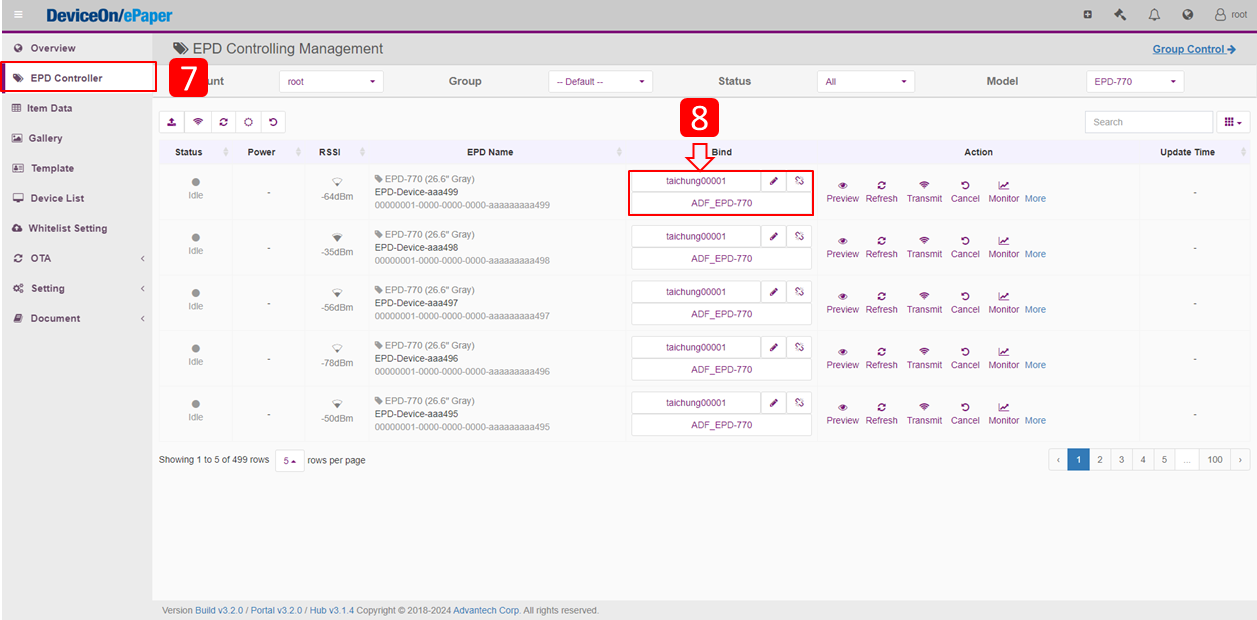 DeviceOn/ePaper
root
Overview
EPD Controller
Item Data
Gallery
Template
Device List
Whitelist Setting
OTA
Setting
Document
7
8
EPD Controlling Management
Group Control
unt root Group -- Default -- Status All Model EPD-770
Search
Status Power RSSI EPD Name Bind Action Update Time
Idle
-
-64dBm
EPD-770 (26.6" Gray)
EPD-Device-aaa499
00000001-0000-0000-0000-aaaaaaaaa499
taichung00001
ADF_EPD-770
Preview Refresh Transmit Cancel Monitor More
-
Idle
-
-35dBm
EPD-770 (26.6" Gray)
EPD-Device-aaa498
00000001-0000-0000-0000-aaaaaaaaa498
taichung00001
ADF_EPD-770
Preview Refresh Transmit Cancel Monitor More
-
Idle
-
-56dBm
EPD-770 (26.6" Gray)
EPD-Device-aaa497
00000001-0000-0000-0000-aaaaaaaaa497
taichung00001
ADF_EPD-770
Preview Refresh Transmit Cancel Monitor More
-
Idle
-
-78dBm
EPD-770 (26.6" Gray)
EPD-Device-aaa496
00000001-0000-0000-0000-aaaaaaaaa496
taichung00001
ADF_EPD-770
Preview Refresh Transmit Cancel Monitor More
-
Idle
-
-50dBm
EPD-770 (26.6" Gray)
EPD-Device-aaa495
00000001-0000-0000-0000-aaaaaaaaa495
taichung00001
ADF_EPD-770
Preview Refresh Transmit Cancel Monitor More
-
Showing 1 to 5 of 499 rows 5 rows per page
‹ 1 2 3 4 5 ... 100 ›
Version Build v3.2.0 / Portal v3.2.0 / Hub v3.1.4 Copyright © 2018-2024 Advantech Corp. All rights reserved.